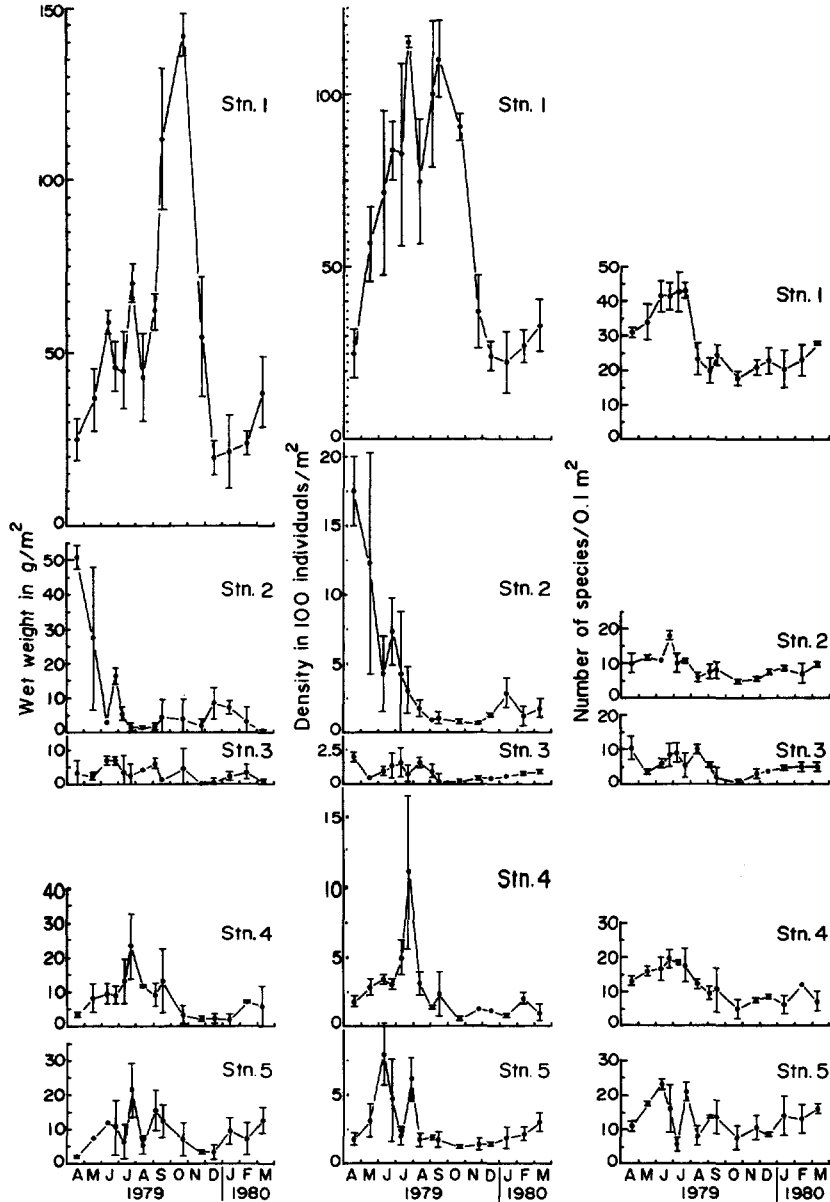 Wet weight in g/m²
150
100
50
0
Stn. 1
55
50
40
30
20
10
0
Stn. 2
10
0
Stn. 3
40
30
20
10
0
Stn. 4
30
20
10
0
Stn. 5
A M J J A S O N D J F M
1979 1980
Density in 100 individuals/m²
100
50
0
Stn. 1
20
15
10
5
0
Stn. 2
2.5
0
Stn. 3
15
10
5
0
Stn. 4
5
0
Stn. 5
A M J J A S O N D J F M
1979 1980
Number of species/0.1 m²
50
40
30
20
10
0
Stn. 1
20
10
0
Stn. 2
20
10
0
Stn. 3
30
20
10
0
Stn. 4
30
20
10
0
Stn. 5
A M J J A S O N D J F M
1979 1980